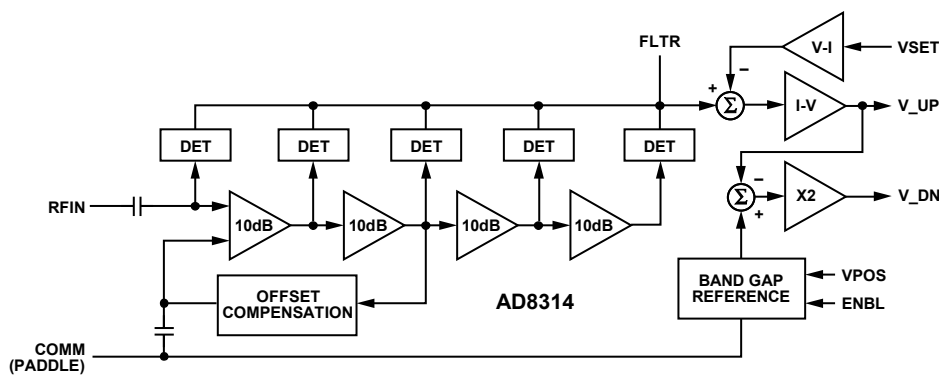 FLTR
V-I
VSET
–
+
Σ
I-V
V_UP
DET
DET
DET
DET
DET
–
Σ
+
X2
V_DN
RFIN
10dB
10dB
10dB
10dB
OFFSET
COMPENSATION
AD8314
BAND GAP
REFERENCE
VPOS
ENBL
COMM
(PADDLE)